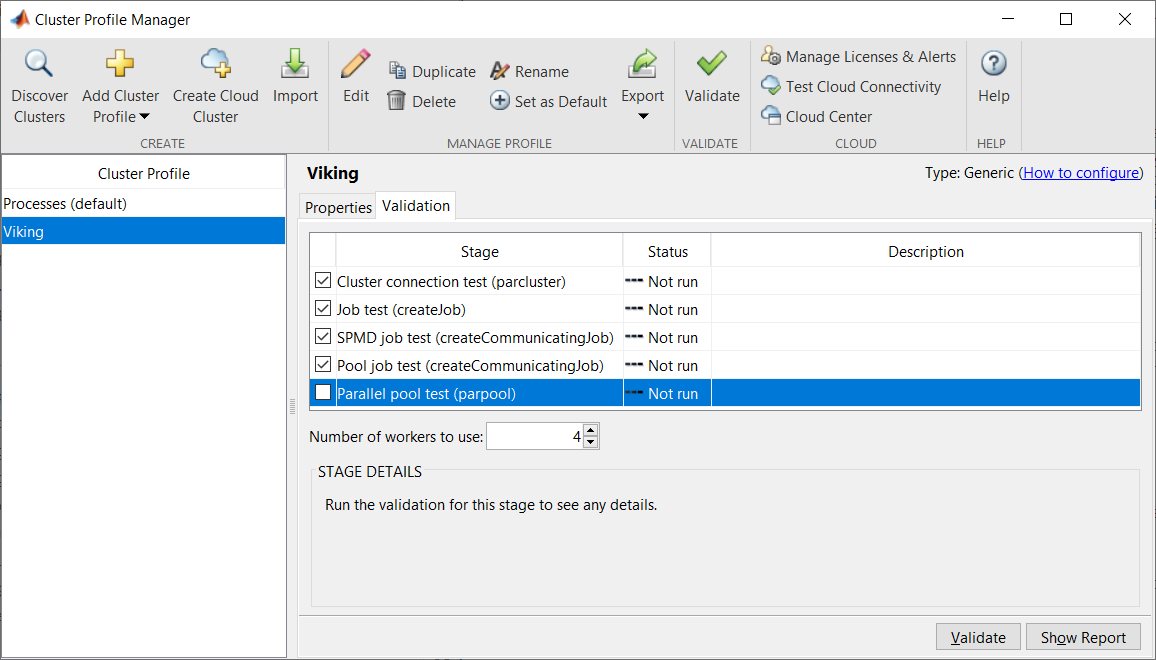 Cluster Profile Manager
Discover Clusters
Add Cluster Profile
Create Cloud Cluster
Import
CREATE
Edit
Duplicate
Delete
Rename
Set as Default
Export
MANAGE PROFILE
Validate
VALIDATE
Manage Licenses & Alerts
Test Cloud Connectivity
Cloud Center
CLOUD
Help
HELP
Cluster Profile
Processes (default)
Viking
Viking
Type: Generic (How to configure)
Properties
Validation
Stage Status Description
Cluster connection test (parcluster) --- Not run
Job test (createJob) --- Not run
SPMD job test (createCommunicatingJob) --- Not run
Pool job test (createCommunicatingJob) --- Not run
Parallel pool test (parpool) --- Not run
Number of workers to use: 4
STAGE DETAILS
Run the validation for this stage to see any details.
Validate
Show Report